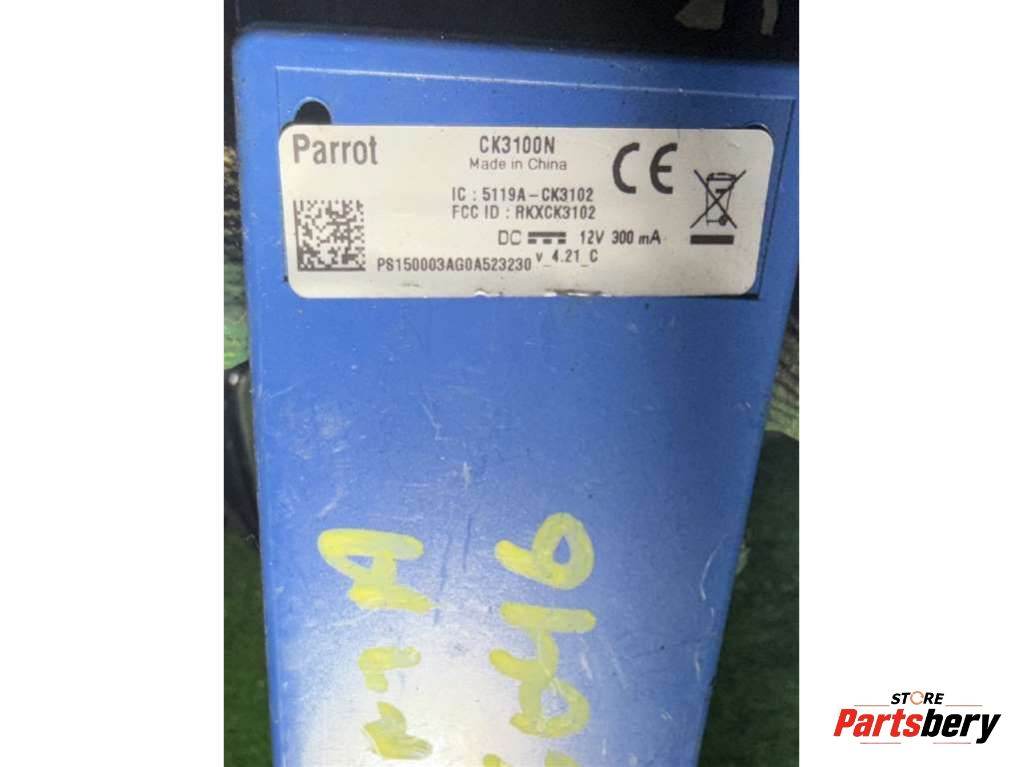 Parrot
CK3100N
Made in China
IC : 5119A-CK3102
FCC ID : RKXCK3102
DC 12V 300 mA
PS150003AG0A523230 v_4.21_C
CE
STORE
Partsbery